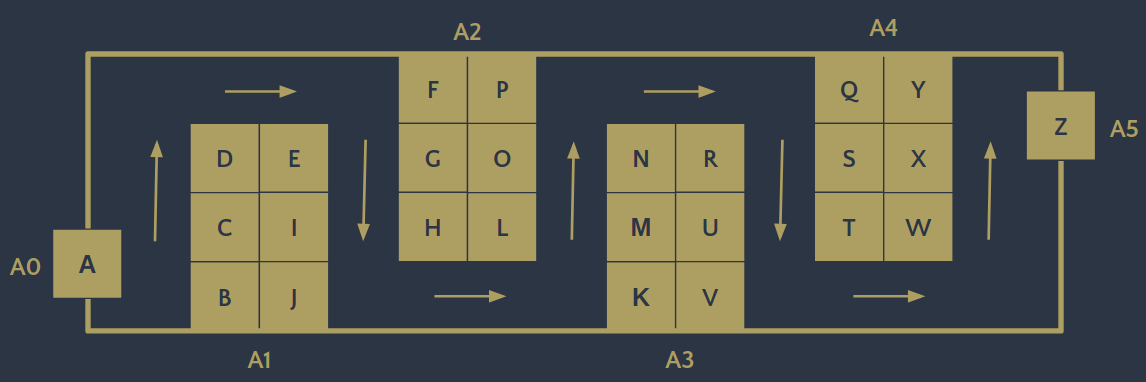 A2
A4
F P Q Y
Z A5
D E G O N R S X
C I H L M U T W
A0 A
B J K V
A1 A3